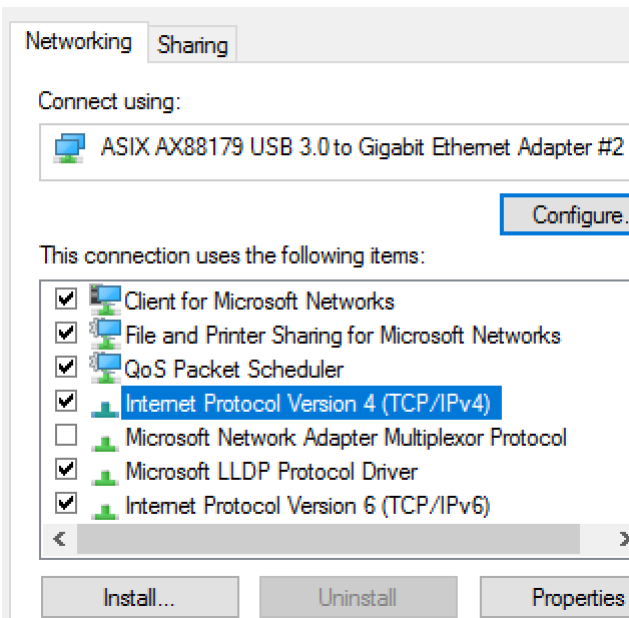 Networking
Sharing
Connect using:
ASIX AX88179 USB 3.0 to Gigabit Ethernet Adapter #2
Configure.
This connection uses the following items:
Client for Microsoft Networks
File and Printer Sharing for Microsoft Networks
QoS Packet Scheduler
Internet Protocol Version 4 (TCP/IPv4)
Microsoft Network Adapter Multiplexor Protocol
Microsoft LLDP Protocol Driver
Internet Protocol Version 6 (TCP/IPv6)
Install...
Uninstall
Properties